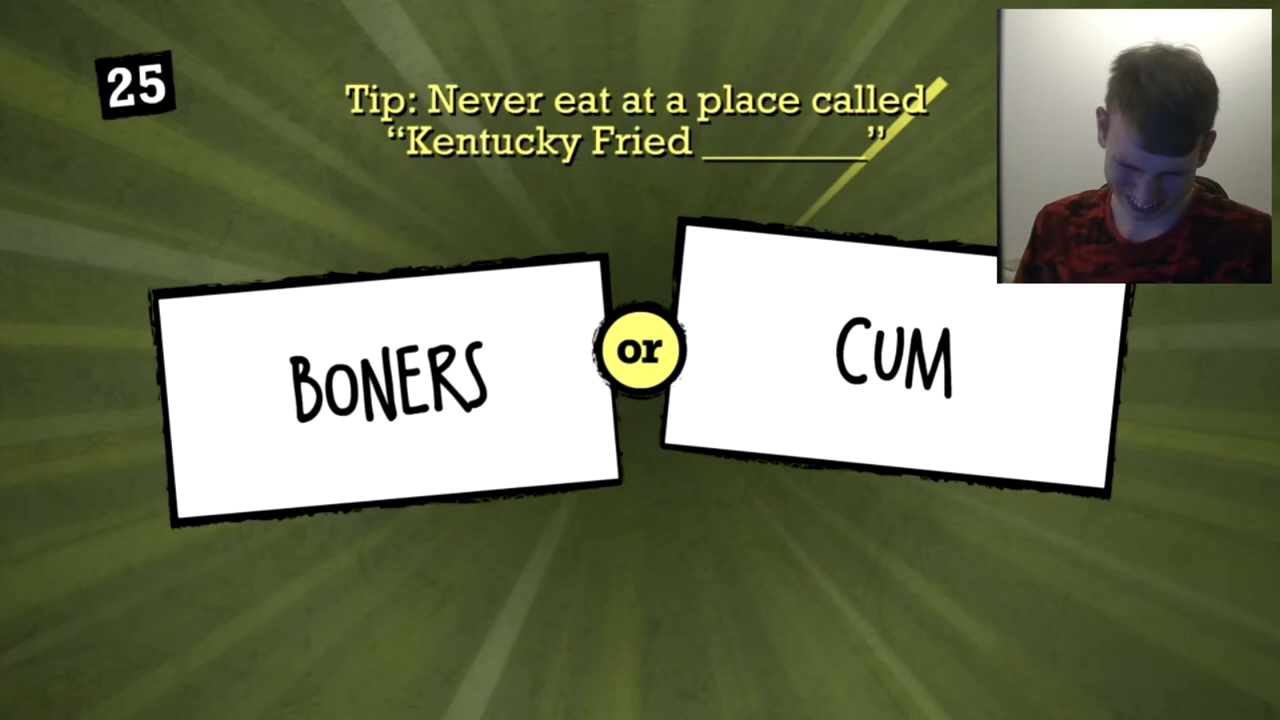 25
Tip: Never eat at a place called
“Kentucky Fried ________”
BONERS
or
CUM